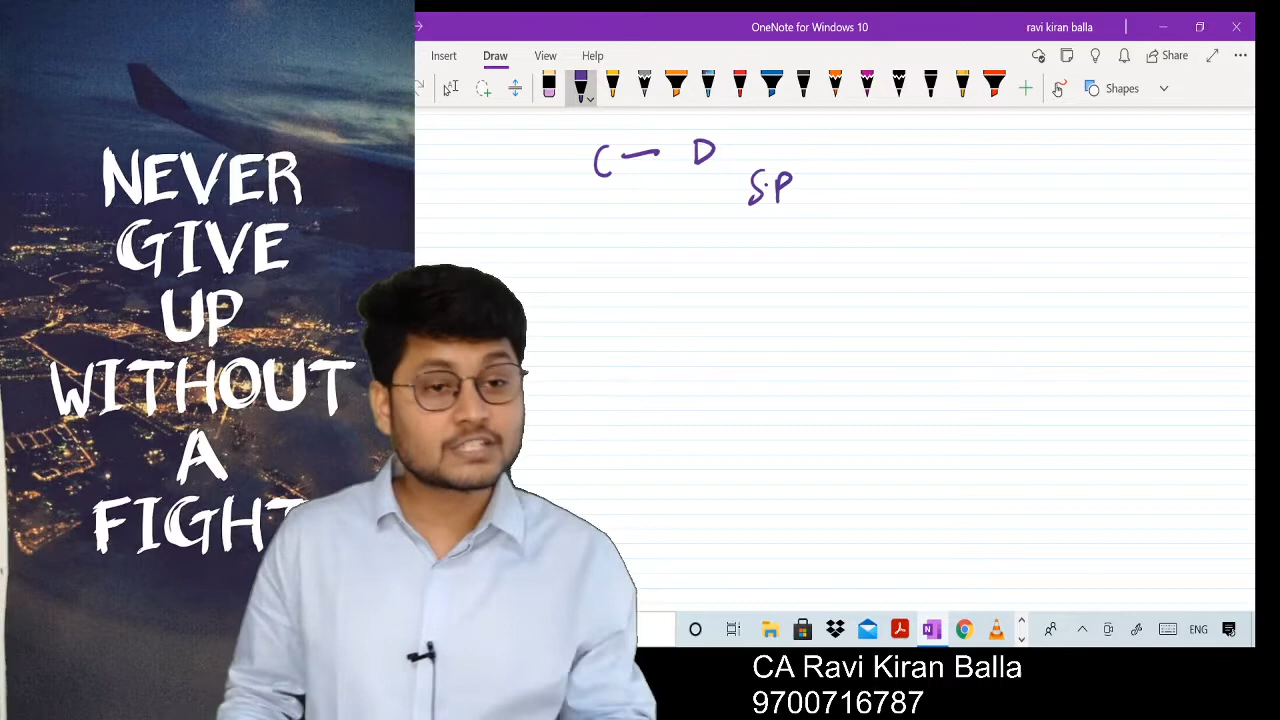 NEVER
GIVE
UP
WITHOUT
A
FIGHT
OneNote for Windows 10
ravi kiran balla
Insert
Draw
View
Help
Share
Shapes
C — D
S.P
ENG
CA Ravi Kiran Balla
9700716787